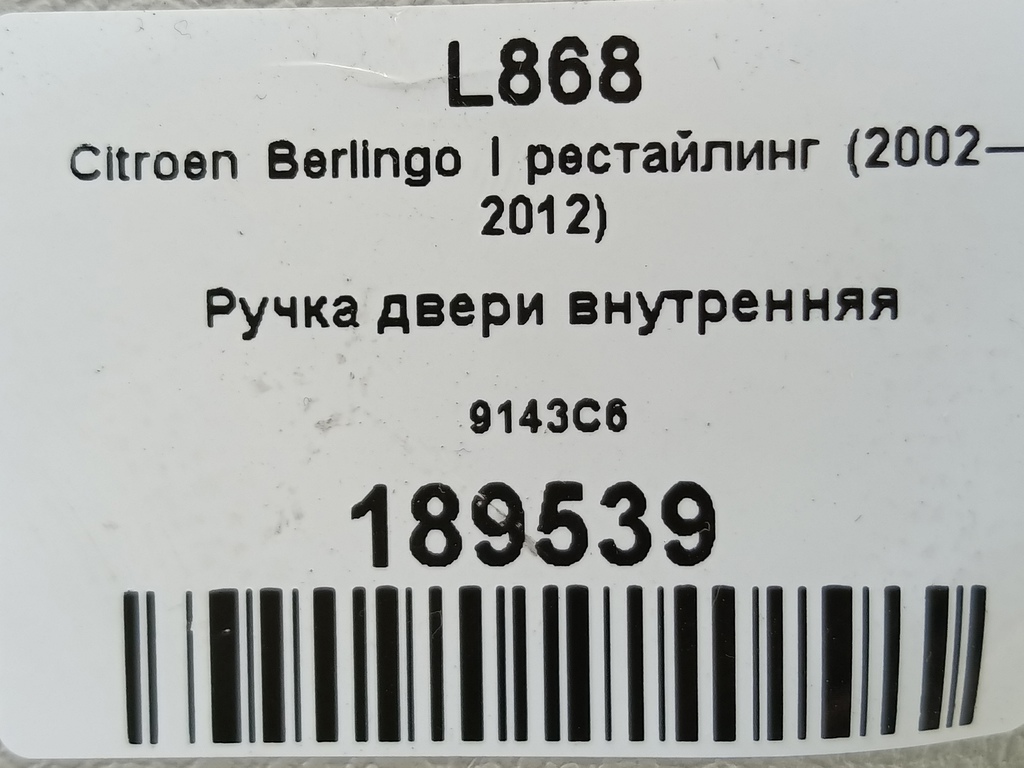 L868
Citroen Berlingo I рестайлинг (2002—
2012)
Ручка двери внутренняя
9143C6
189539